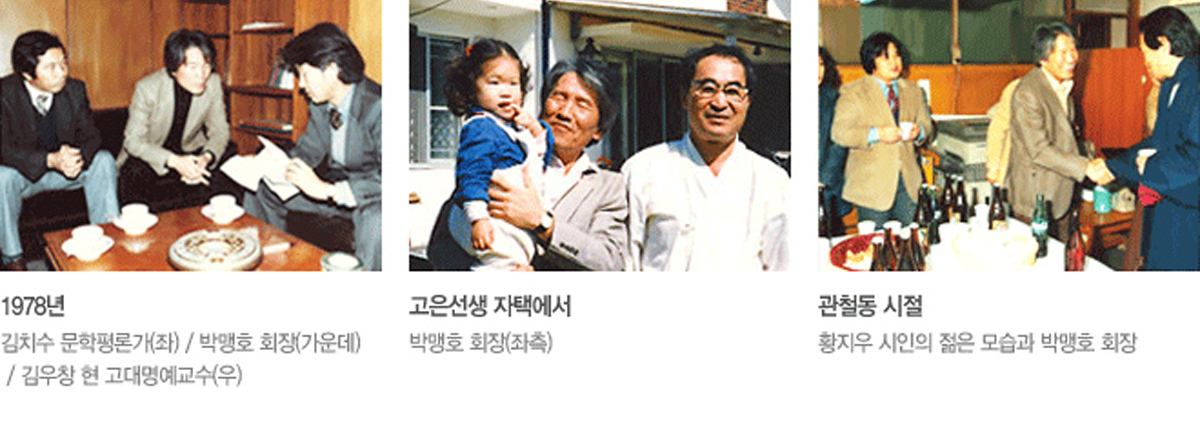 1978년
김치수 문학평론가(좌) / 박맹호 회장(가운데)
/ 김우창 현 고대명예교수(우)
고은선생 자택에서
박맹호 회장(좌측)
관철동 시절
황지우 시인의 젊은 모습과 박맹호 회장